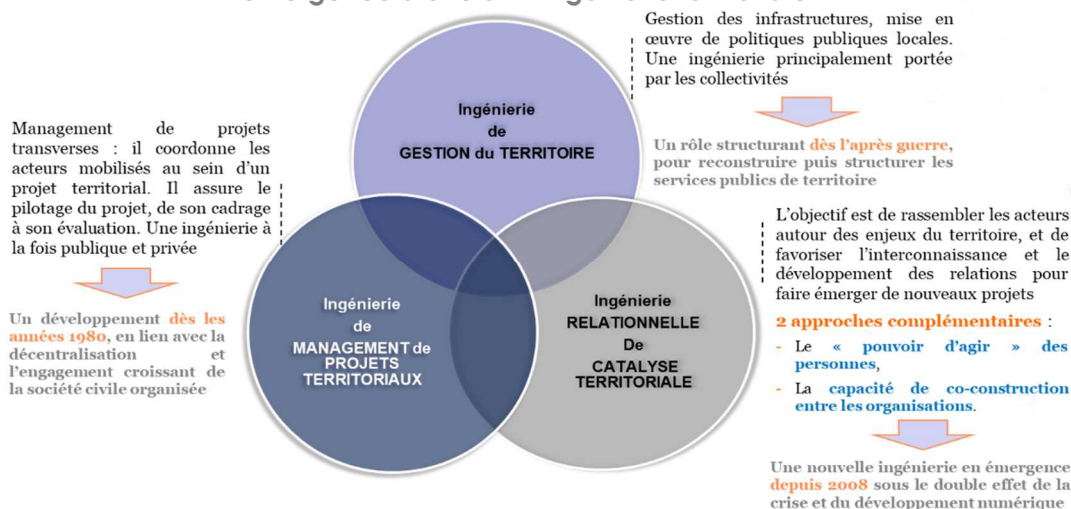 Gestion des infrastructures, mise en
œuvre de politiques publiques locales.
Une ingénierie principalement portée
par les collectivités
Un rôle structurant dès l'après guerre,
pour reconstruire puis structurer les
services publics de territoire
Ingénierie
de
GESTION du TERRITOIRE
Management de projets
transverses : il coordonne les
acteurs mobilisés au sein d'un
projet territorial. Il assure le
pilotage du projet, de son cadrage
à son évaluation. Une ingénierie à
la fois publique et privée
Un développement dès les
années 1980, en lien avec la
décentralisation et
l'engagement croissant de
la société civile organisée
Ingénierie
de
MANAGEMENT de
PROJETS
TERRITORIAUX
Ingénierie
RELATIONNELLE
De
CATALYSE
TERRITORIALE
L'objectif est de rassembler les acteurs
autour des enjeux du territoire, et de
favoriser l'interconnaissance et le
développement des relations pour
faire émerger de nouveaux projets
2 approches complémentaires :
- Le « pouvoir d'agir » des
personnes,
- La capacité de co-construction
entre les organisations.
Une nouvelle ingénierie en émergence
depuis 2008 sous le double effet de la
crise et du développement numérique